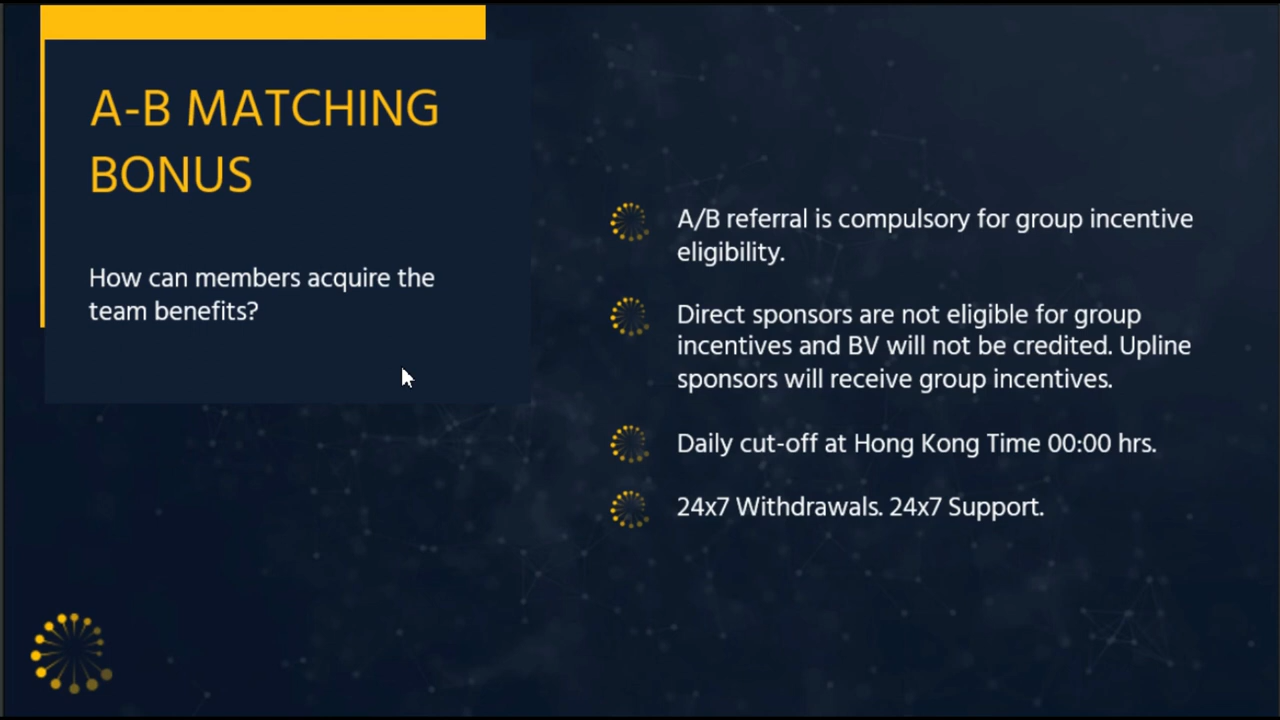 A-B MATCHING
BONUS
How can members acquire the
team benefits?
A/B referral is compulsory for group incentive
eligibility.
Direct sponsors are not eligible for group
incentives and BV will not be credited. Upline
sponsors will receive group incentives.
Daily cut-off at Hong Kong Time 00:00 hrs.
24x7 Withdrawals. 24x7 Support.